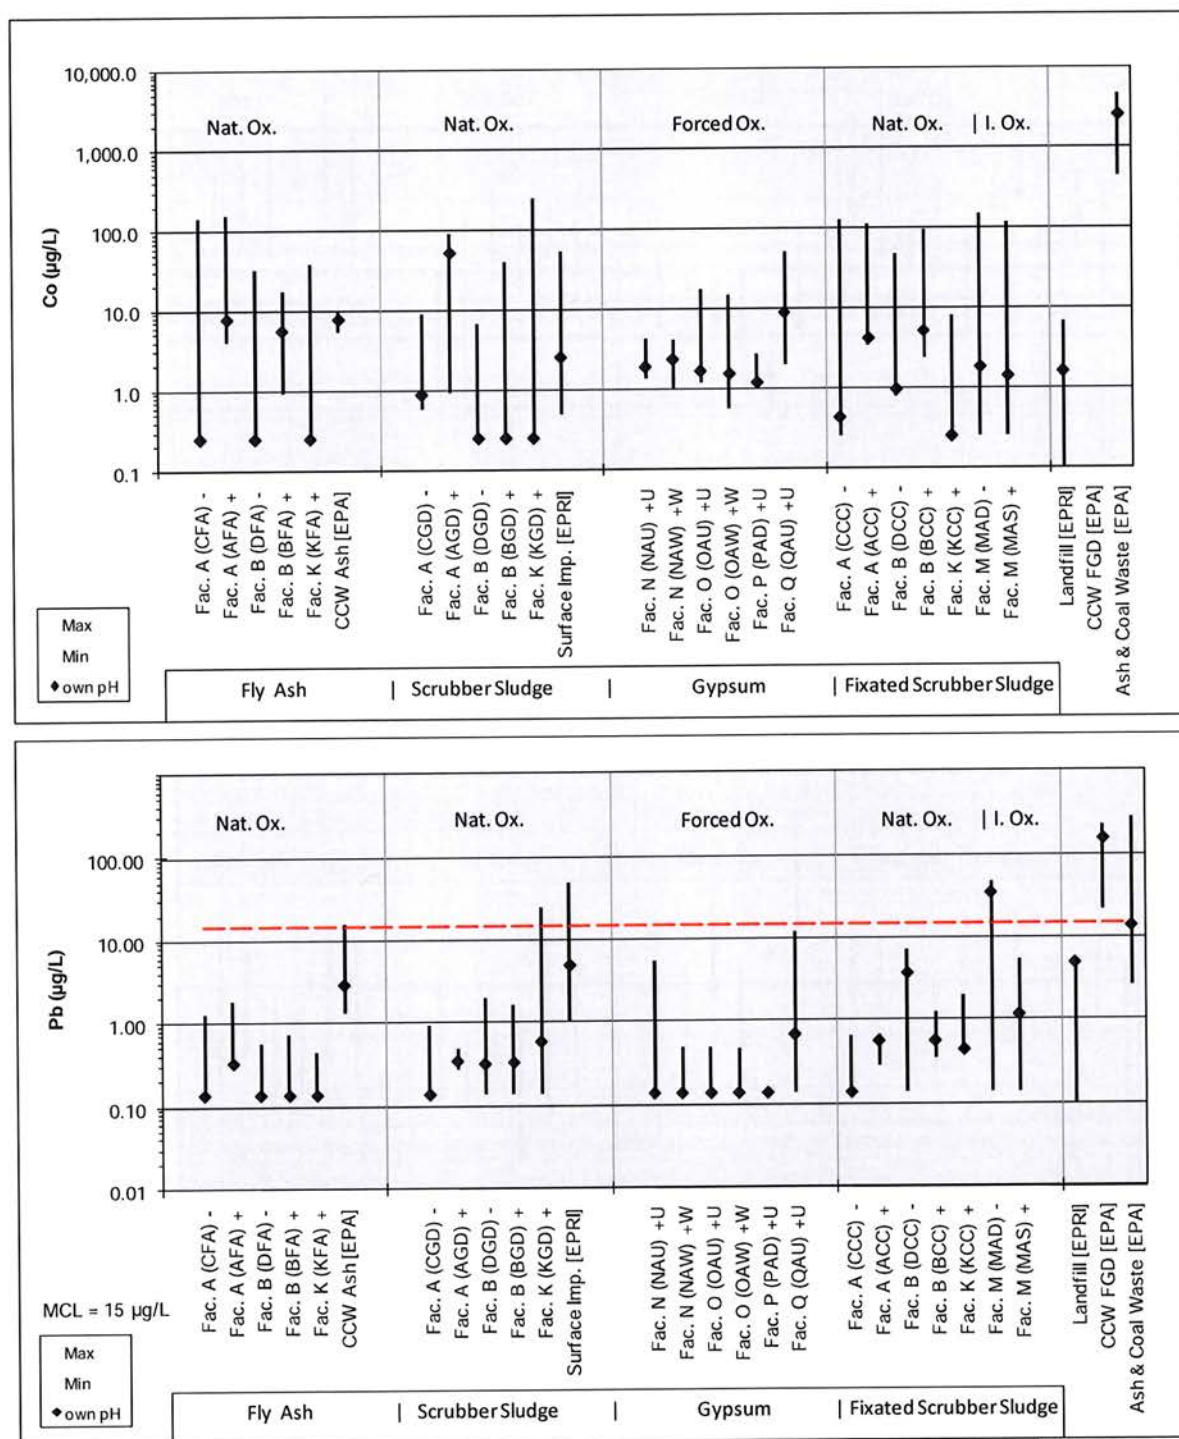 10,000.0
1,000.0
100.0
10.0
1.0
0.1
Co (µg/L)
Nat. Ox.
Nat. Ox.
Forced Ox.
Nat. Ox.
| I. Ox.
Fac. A (CFA) -
Fac. A (AFA) +
Fac. B (DFA) -
Fac. B (BFA) +
Fac. K (KFA) +
CCW Ash [EPA]
Fac. A (CGD) -
Fac. A (AGD) +
Fac. B (DGD) -
Fac. B (BGD) +
Fac. K (KGD) +
Surface Imp. [EPRI]
Fac. N (NAU) +U
Fac. N (NAW) +W
Fac. O (OAU) +U
Fac. O (OAW) +W
Fac. P (PAD) +U
Fac. Q (QAU) +U
Fac. A (CCC) -
Fac. A (ACC) +
Fac. B (DCC) -
Fac. B (BCC) +
Fac. K (KCC) +
Fac. M (MAD) -
Fac. M (MAS) +
Landfill [EPRI]
CCW FGD [EPA]
Ash & Coal Waste [EPA]
Max
Min
own pH
Fly Ash | Scrubber Sludge | Gypsum | Fixated Scrubber Sludge
100.00
10.00
1.00
0.10
0.01
Pb (µg/L)
Nat. Ox.
Nat. Ox.
Forced Ox.
Nat. Ox.
| I. Ox.
Fac. A (CFA) -
Fac. A (AFA) +
Fac. B (DFA) -
Fac. B (BFA) +
Fac. K (KFA) +
CCW Ash [EPA]
Fac. A (CGD) -
Fac. A (AGD) +
Fac. B (DGD) -
Fac. B (BGD) +
Fac. K (KGD) +
Surface Imp. [EPRI]
Fac. N (NAU) +U
Fac. N (NAW) +W
Fac. O (OAU) +U
Fac. O (OAW) +W
Fac. P (PAD) +U
Fac. Q (QAU) +U
Fac. A (CCC) -
Fac. A (ACC) +
Fac. B (DCC) -
Fac. B (BCC) +
Fac. K (KCC) +
Fac. M (MAD) -
Fac. M (MAS) +
Landfill [EPRI]
CCW FGD [EPA]
Ash & Coal Waste [EPA]
MCL = 15 µg/L
Max
Min
own pH
Fly Ash | Scrubber Sludge | Gypsum | Fixated Scrubber Sludge